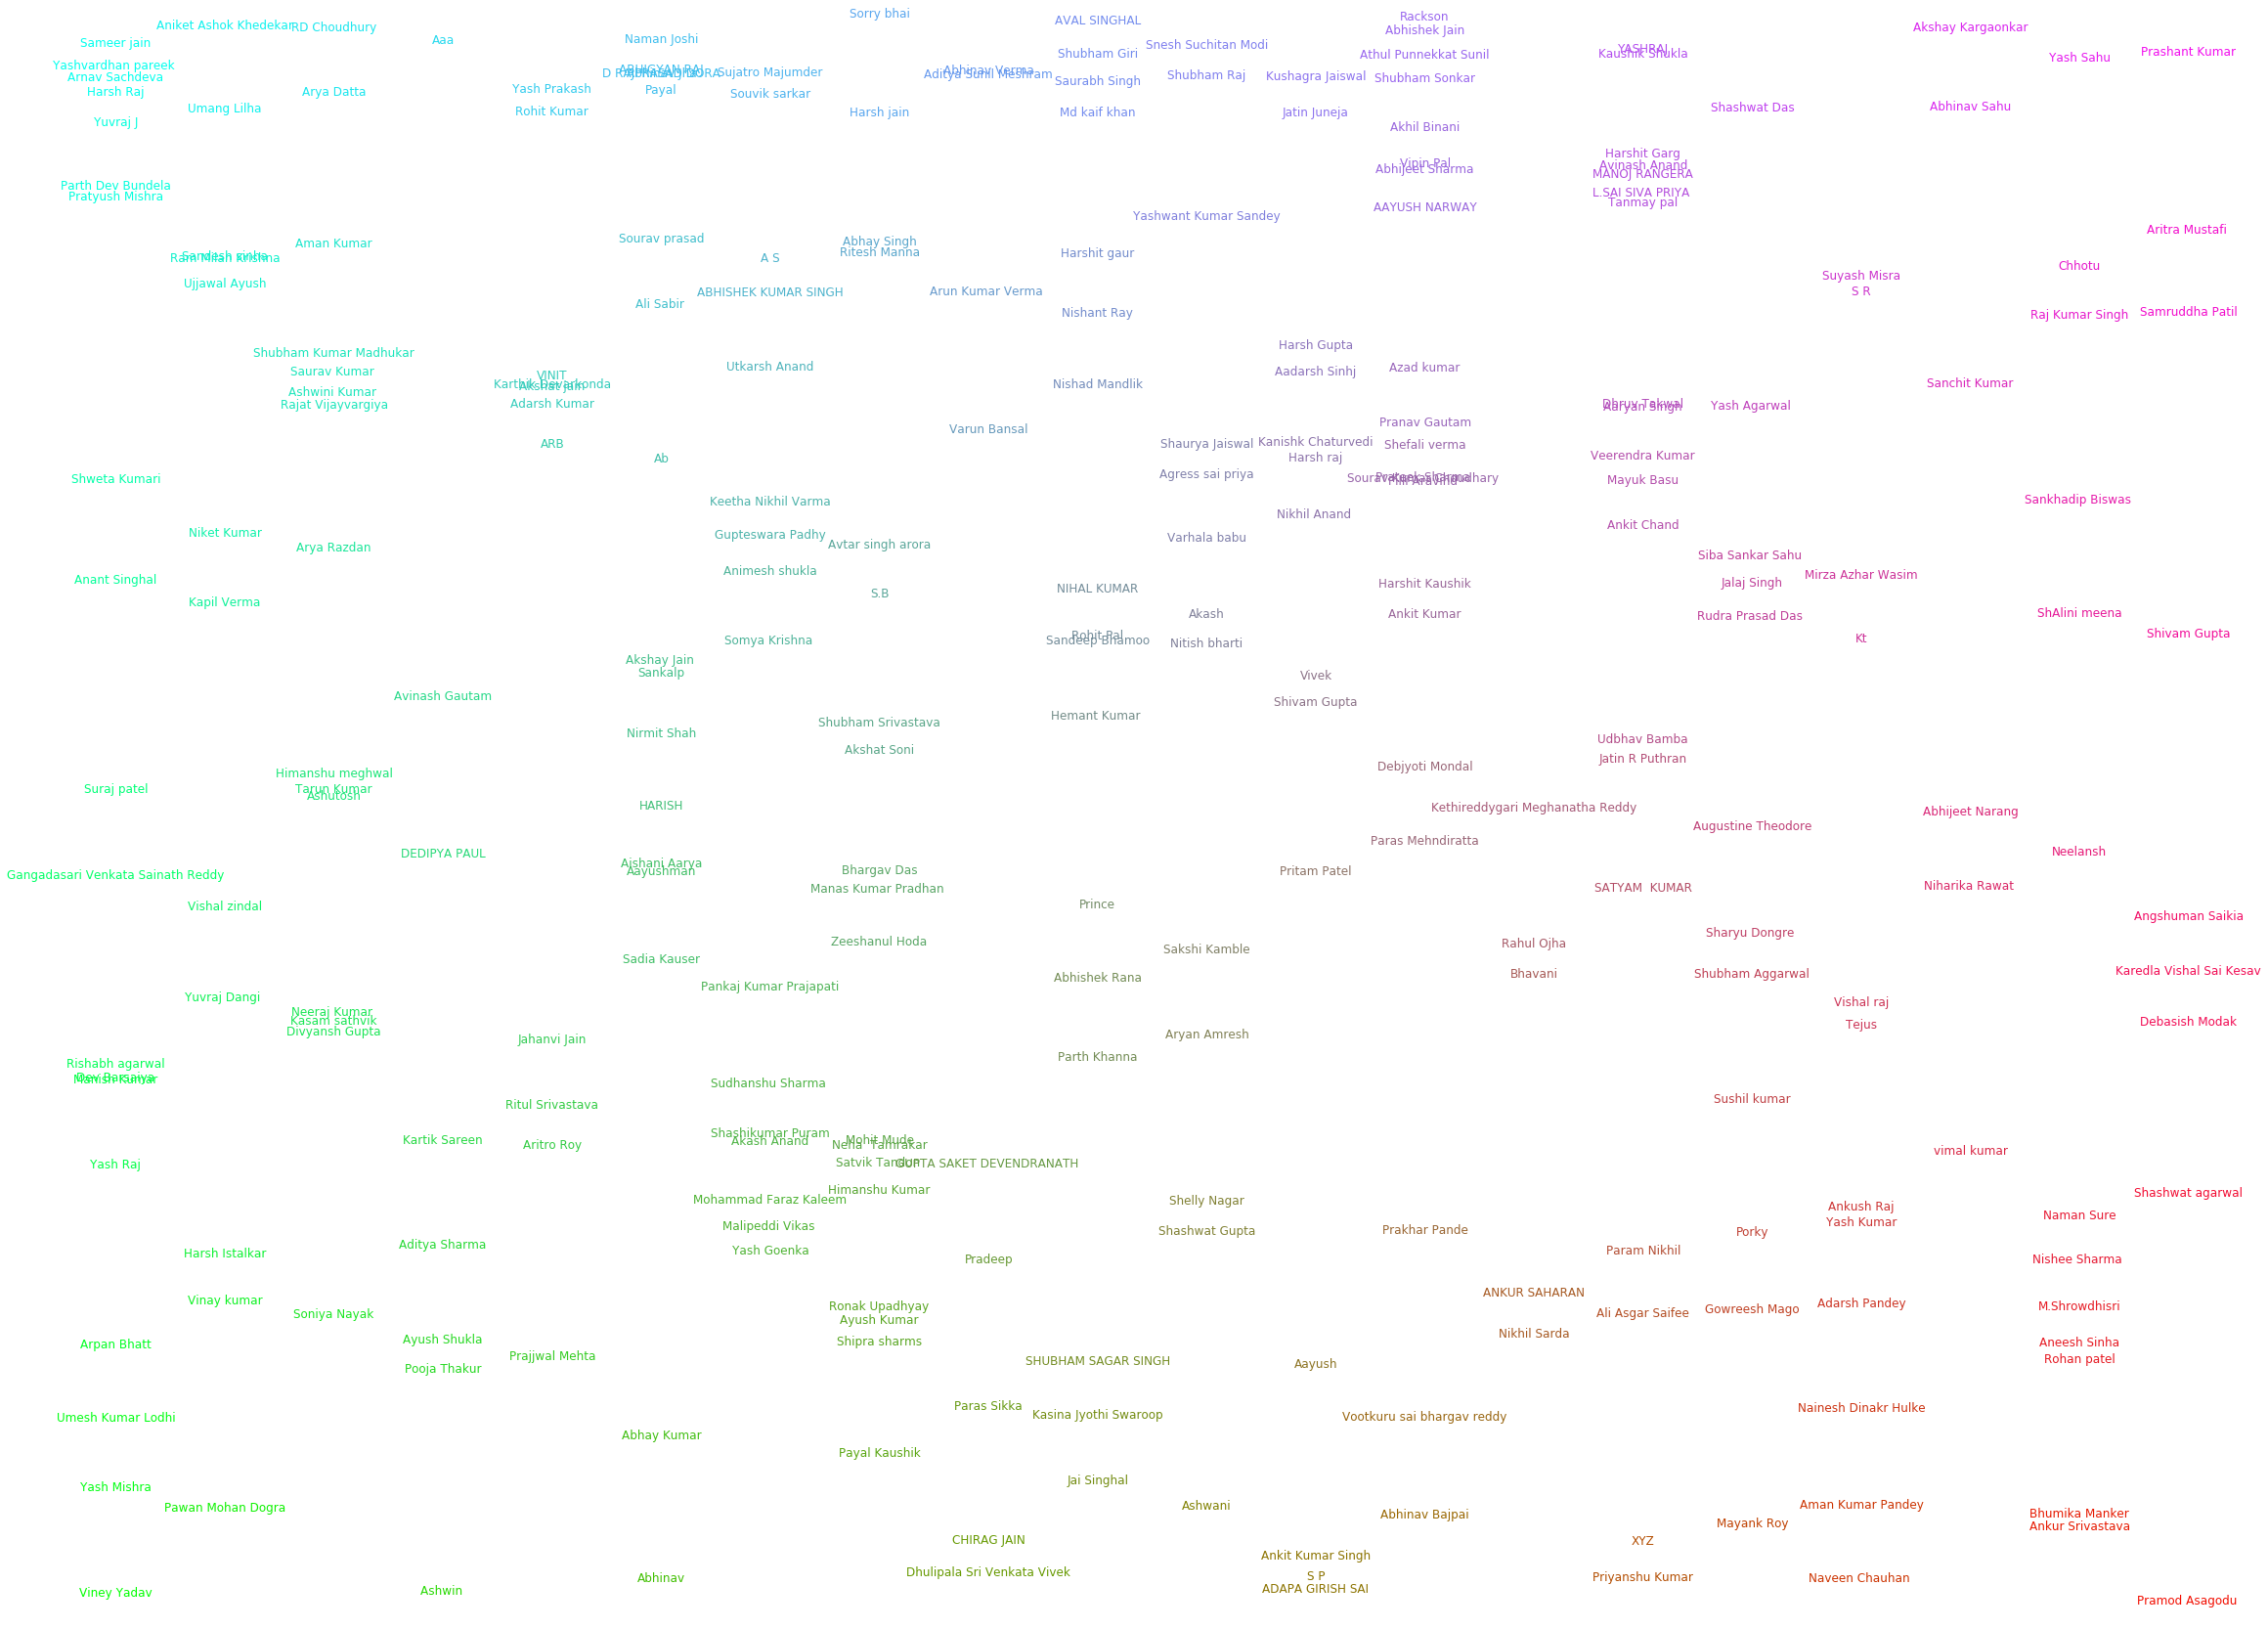 Sorry bhai
Rackson
AVAL SINGHAL
Aniket Ashok Khedekar
RD Choudhury
Akshay Kargaonkar
Abhishek Jain
Aaa
Naman Joshi
Sameer jain
Snesh Suchitan Modi
YASHRAJ
Prashant Kumar
Shubham Giri
Athul Punnekkat Sunil
Kaushik Shukla
Yash Sahu
Yashvardhan pareek
ABHIGYAN RAJ
Abhinav Verma
Sujatro Majumder
Aditya Sunil Meshram
Arnav Sachdeva
Shubham Raj
Kushagra Jaiswal
Shubham Sonkar
Saurabh Singh
Yash Prakash
Payal
Harsh Raj
Arya Datta
Souvik sarkar
Umang Lilha
Shashwat Das
Abhinav Sahu
Rohit Kumar
Harsh jain
Md kaif khan
Jatin Juneja
Yuvraj J
Akhil Binani
Harshit Garg
Vipin Pal
Avinash Anand
Abhijeet Sharma
MANOJ RANGERA
Parth Dev Bundela
L.SAI SIVA PRIYA
Pratyush Mishra
Tanmay pal
AAYUSH NARWAY
Yashwant Kumar Sandey
Aritra Mustafi
Sourav prasad
Abhay Singh
Aman Kumar
Ritesh Manna
Harshit gaur
Ram Milan Krishna
A S
Chhotu
Suyash Misra
Ujjawal Ayush
ABHISHEK KUMAR SINGH
Arun Kumar Verma
S R
Ali Sabir
Nishant Ray
Raj Kumar Singh
Samruddha Patil
Harsh Gupta
Shubham Kumar Madhukar
Utkarsh Anand
Azad kumar
Saurav Kumar
Aadarsh Sinhj
VINIT
Karthik Devarkonda
Akshat jain
Nishad Mandlik
Sanchit Kumar
Ashwini Kumar
Rajat Vijayvargiya
Adarsh Kumar
Dhruv Takwal
Aaryan Singh
Yash Agarwal
Pranav Gautam
Varun Bansal
ARB
Shaurya Jaiswal
Kanishk Chaturvedi
Shefali verma
Ab
Harsh raj
Veerendra Kumar
Agress sai priya
Shweta Kumari
Prateek Sharma
Mayuk Basu
Keetha Nikhil Varma
Sankhadip Biswas
Nikhil Anand
Ankit Chand
Niket Kumar
Gupteswara Padhy
Varhala babu
Arya Razdan
Avtar singh arora
Siba Sankar Sahu
Animesh shukla
Mirza Azhar Wasim
Anant Singhal
Jalaj Singh
Harshit Kaushik
NIHAL KUMAR
S.B
Kapil Verma
Akash
Ankit Kumar
Rudra Prasad Das
ShAlini meena
Rohit Pal
Shivam Gupta
Somya Krishna
Sandeep Bhamoo
Nitish bharti
Kt
Akshay Jain
Sankalp
Vivek
Avinash Gautam
Shivam Gupta
Hemant Kumar
Shubham Srivastava
Nirmit Shah
Udbhav Bamba
Akshat Soni
Jatin R Puthran
Debjyoti Mondal
Himanshu meghwal
Suraj patel
Tarun Kumar
Ashutosh
HARISH
Kethireddygari Meghanatha Reddy
Abhijeet Narang
Augustine Theodore
Paras Mehndiratta
DEDIPYA PAUL
Neelansh
Aishani Aarya
Aayushman
Bhargav Das
Pritam Patel
Gangadasari Venkata Sainath Reddy
Manas Kumar Pradhan
SATYAM  KUMAR
Niharika Rawat
Vishal zindal
Prince
Angshuman Saikia
Sharyu Dongre
Zeeshanul Hoda
Rahul Ojha
Sakshi Kamble
Sadia Kauser
Karedla Vishal Sai Kesav
Abhishek Rana
Bhavani
Shubham Aggarwal
Pankaj Kumar Prajapati
Yuvraj Dangi
Vishal raj
Neeraj Kumar
Kasam sathvik
Debasish Modak
Tejus
Divyansh Gupta
Jahanvi Jain
Aryan Amresh
Parth Khanna
Rishabh agarwal
Dev Barsaiya
Manish Kumar
Sudhanshu Sharma
Sushil kumar
Ritul Srivastava
Shashikumar Puram
Kartik Sareen
Akash Anand
Mohit Mude
Aritro Roy
Neha  Tamrakar
vimal kumar
Yash Raj
Satvik Tandon
GUPTA SAKET DEVENDRANATH
Himanshu Kumar
Shashwat agarwal
Mohammad Faraz Kaleem
Shelly Nagar
Ankush Raj
Naman Sure
Yash Kumar
Malipeddi Vikas
Shashwat Gupta
Prakhar Pande
Porky
Aditya Sharma
Harsh Istalkar
Yash Goenka
Param Nikhil
Pradeep
Nishee Sharma
ANKUR SAHARAN
Vinay kumar
Adarsh Pandey
Ronak Upadhyay
M.Shrowdhisri
Gowreesh Mago
Soniya Nayak
Ali Asgar Saifee
Ayush Kumar
Nikhil Sarda
Ayush Shukla
Shipra sharms
Aneesh Sinha
Arpan Bhatt
Prajjwal Mehta
Rohan patel
SHUBHAM SAGAR SINGH
Aayush
Pooja Thakur
Paras Sikka
Nainesh Dinakr Hulke
Kasina Jyothi Swaroop
Vootkuru sai bhargav reddy
Umesh Kumar Lodhi
Abhay Kumar
Payal Kaushik
Jai Singhal
Yash Mishra
Ashwani
Aman Kumar Pandey
Pawan Mohan Dogra
Abhinav Bajpai
Bhumika Manker
Mayank Roy
Ankur Srivastava
CHIRAG JAIN
XYZ
Ankit Kumar Singh
Dhulipala Sri Venkata Vivek
S P
Priyanshu Kumar
Abhinav
Naveen Chauhan
ADAPA GIRISH SAI
Ashwin
Viney Yadav
Pramod Asagodu